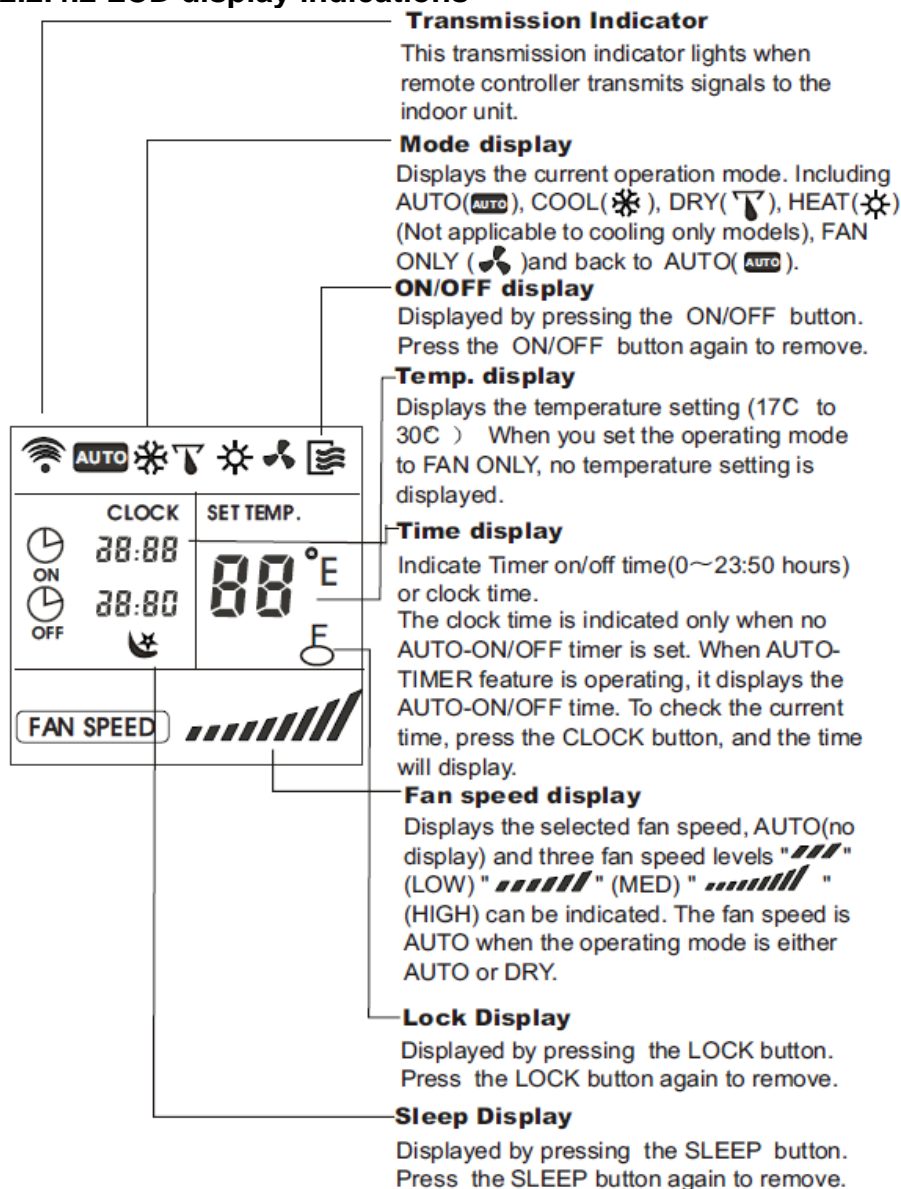 Transmission Indicator
This transmission indicator lights when
remote controller transmits signals to the
indoor unit.
Mode display
Displays the current operation mode. Including
AUTO(AUTO), COOL( ), DRY( ), HEAT( )
(Not applicable to cooling only models), FAN
ONLY ( )and back to AUTO( AUTO ).
ON/OFF display
Displayed by pressing the ON/OFF button.
Press the ON/OFF button again to remove.
Temp. display
Displays the temperature setting (17C to
30C ) When you set the operating mode
to FAN ONLY, no temperature setting is
displayed.
Time display
Indicate Timer on/off time(0~23:50 hours)
or clock time.
The clock time is indicated only when no
AUTO-ON/OFF timer is set. When AUTO-
TIMER feature is operating, it displays the
AUTO-ON/OFF time. To check the current
time, press the CLOCK button, and the time
will display.
Fan speed display
Displays the selected fan speed, AUTO(no
display) and three fan speed levels " "
(LOW) " " (MED) " "
(HIGH) can be indicated. The fan speed is
AUTO when the operating mode is either
AUTO or DRY.
Lock Display
Displayed by pressing the LOCK button.
Press the LOCK button again to remove.
Sleep Display
Displayed by pressing the SLEEP button.
Press the SLEEP button again to remove.
AUTO
CLOCK SET TEMP.
ON 88:88
OFF 88:80
88°E
F
FAN SPEED